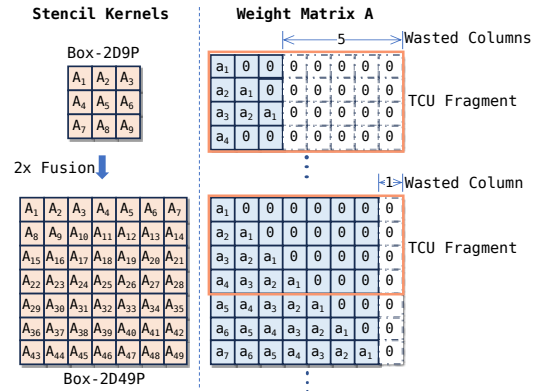 Stencil Kernels
Weight Matrix A
Box-2D9P
A₁ A₂ A₃
A₄ A₅ A₆
A₇ A₈ A₉
2x Fusion
A₁ A₂ A₃ A₄ A₅ A₆ A₇
A₈ A₉ A₁₀ A₁₁ A₁₂ A₁₃ A₁₄
A₁₅ A₁₆ A₁₇ A₁₈ A₁₉ A₂₀ A₂₁
A₂₂ A₂₃ A₂₄ A₂₅ A₂₆ A₂₇ A₂₈
A₂₉ A₃₀ A₃₁ A₃₂ A₃₃ A₃₄ A₃₅
A₃₆ A₃₇ A₃₈ A₃₉ A₄₀ A₄₁ A₄₂
A₄₃ A₄₄ A₄₅ A₄₆ A₄₇ A₄₈ A₄₉
Box-2D49P
5 Wasted Columns
a₁ 0 0 0 0 0 0 0
a₂ a₁ 0 0 0 0 0 0
a₃ a₂ a₁ 0 0 0 0 0
a₄ 0 0 0 0 0 0 0
TCU Fragment
1 Wasted Column
a₁ 0 0 0 0 0 0 0
a₂ a₁ 0 0 0 0 0 0
a₃ a₂ a₁ 0 0 0 0 0
a₄ a₃ a₂ a₁ 0 0 0 0
TCU Fragment
a₅ a₄ a₃ a₂ a₁ 0 0 0
a₆ a₅ a₄ a₃ a₂ a₁ 0 0
a₇ a₆ a₅ a₄ a₃ a₂ a₁ 0